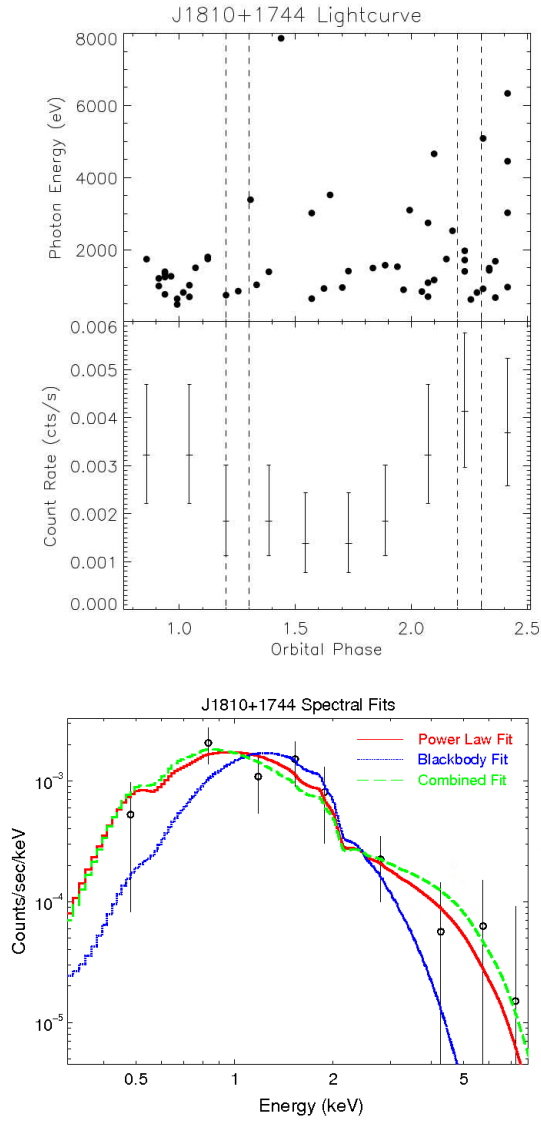 J1810+1744 Lightcurve
8000
6000
4000
2000
Photon Energy (eV)
0.006
0.005
0.004
0.003
0.002
0.001
0.000
Count Rate (cts/s)
1.0 1.5 2.0 2.5
Orbital Phase
J1810+1744 Spectral Fits
Power Law Fit
Blackbody Fit
Combined Fit
10−3
10−4
10−5
Counts/sec/keV
0.5 1 2 5
Energy (keV)